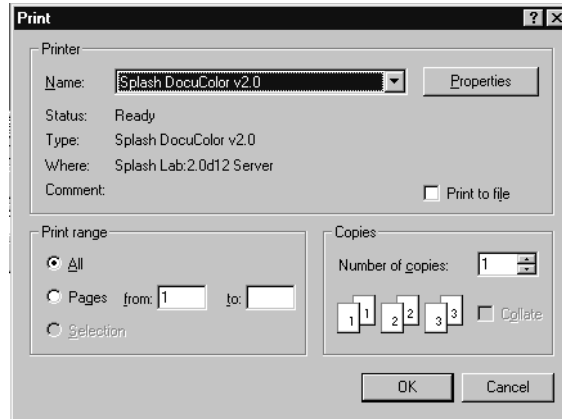 Print
Printer
Name: Splash DocuColor v2.0 Properties
Status: Ready
Type: Splash DocuColor v2.0
Where: Splash Lab:2.0d12 Server
Comment: Print to file
Print range
All
Pages from: 1 to:
Selection
Copies
Number of copies: 1
1 1 2 2 3 3 Collate
OK Cancel